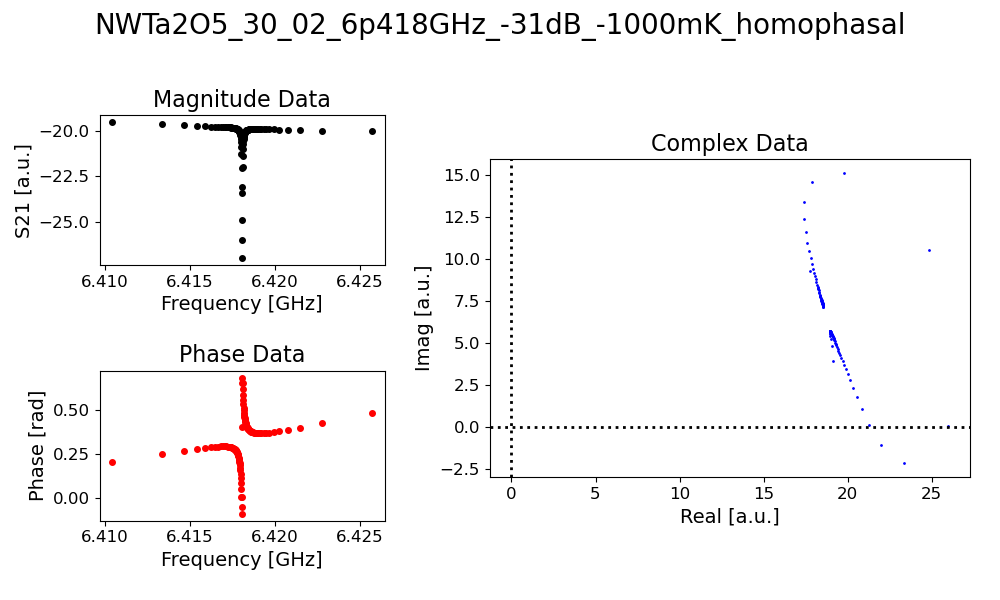 NWTa2O5_30_02_6p418GHz_-31dB_-1000mK_homophasal
Magnitude Data
S21 [a.u.]
−20.0
−22.5
−25.0
6.410 6.415 6.420 6.425
Frequency [GHz]
Phase Data
Phase [rad]
0.50
0.25
0.00
6.410 6.415 6.420 6.425
Frequency [GHz]
Complex Data
Imag [a.u.]
15.0
12.5
10.0
7.5
5.0
2.5
0.0
−2.5
0 5 10 15 20 25
Real [a.u.]